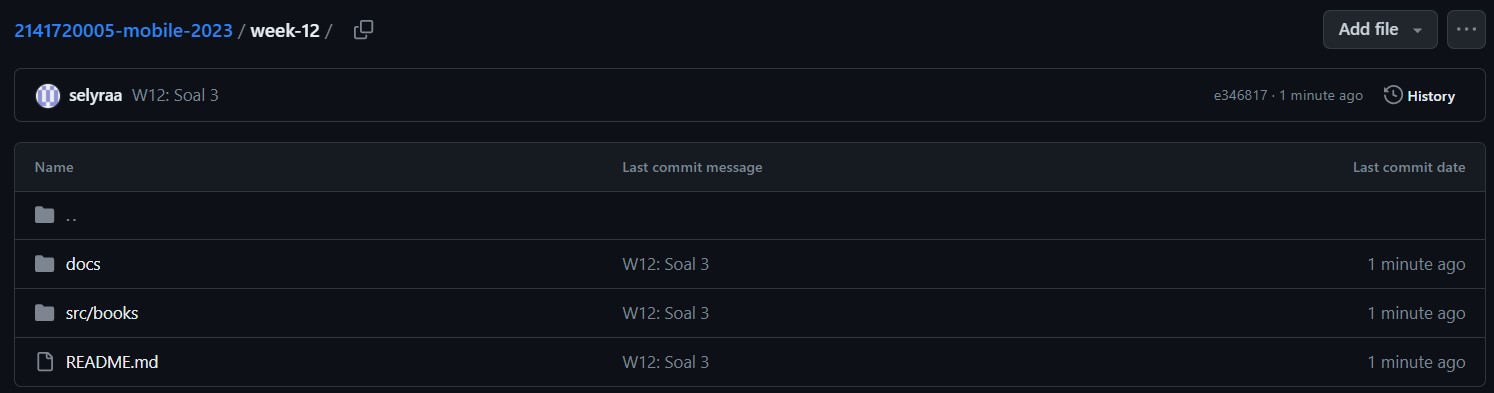 2141720005-mobile-2023 / week-12 /
Add file
selyraa W12: Soal 3
e346817 · 1 minute ago
History
Name Last commit message Last commit date
..
docs W12: Soal 3 1 minute ago
src/books W12: Soal 3 1 minute ago
README.md W12: Soal 3 1 minute ago